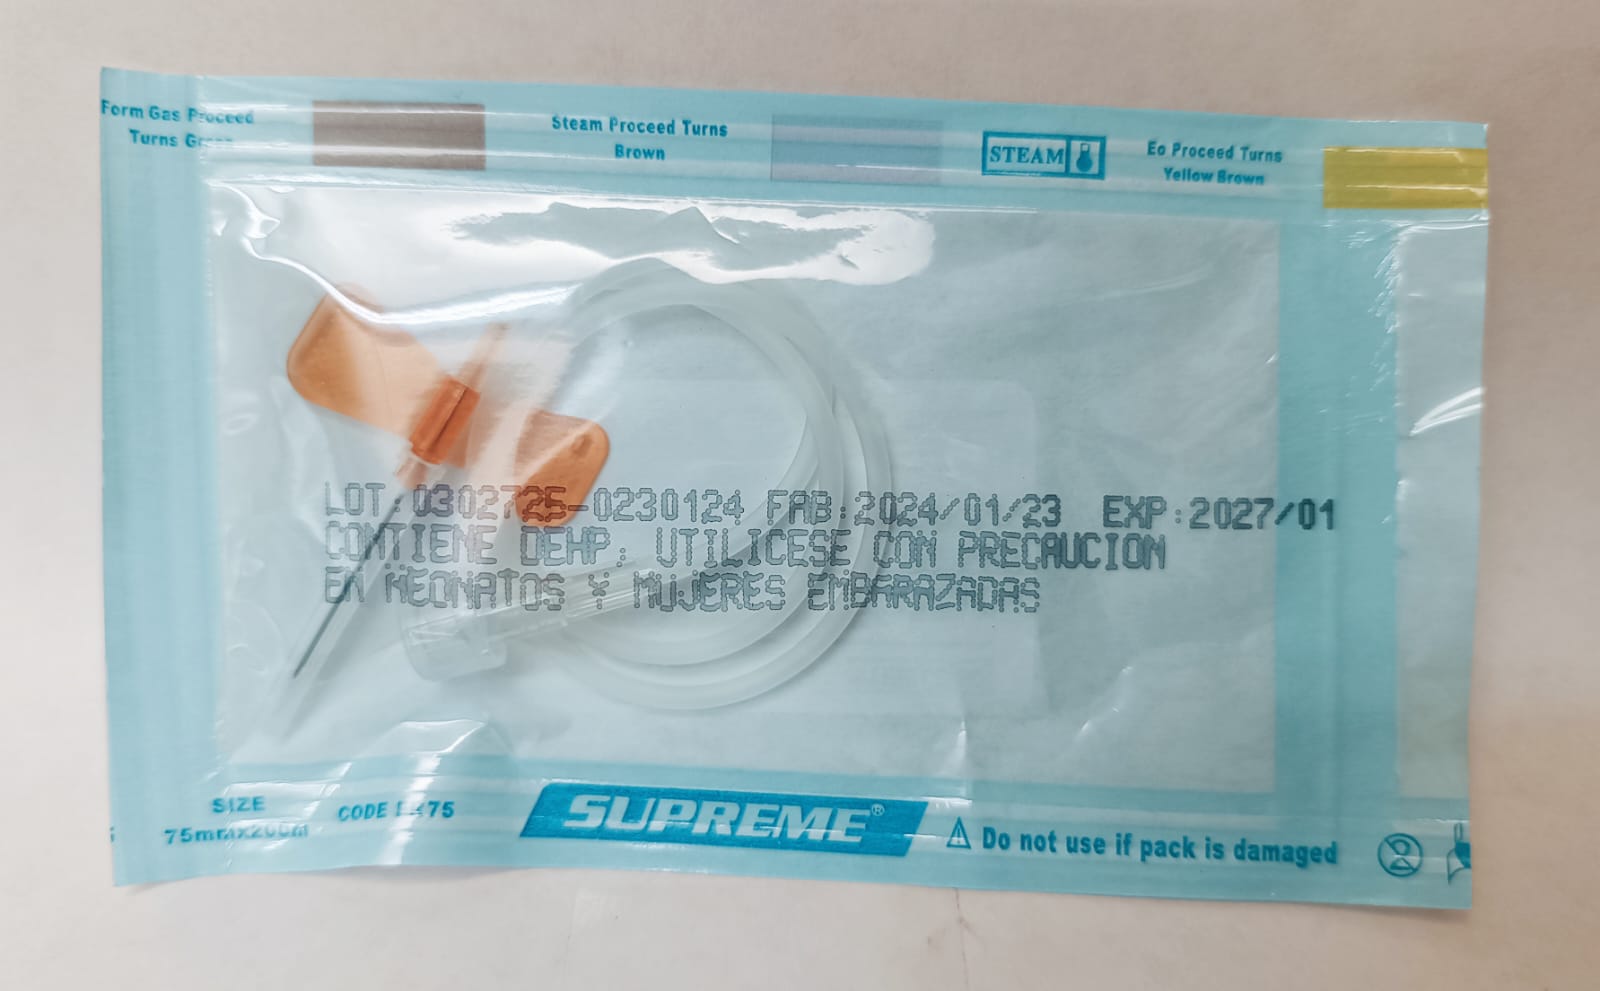 Form Gas Proceed
Turns
Steam Proceed Turns
Brown
STEAM
Eo Proceed Turns
Yellow Brown
LOT:0302725-0230124 FAB:2024/01/23 EXP:2027/01
CONTIENE DEHP; UTILICESE CON PRECAUCION
EN NEONATOS Y MUJERES EMBARAZADAS
SIZE
CODE
SUPREME®
Do not use if pack is damaged